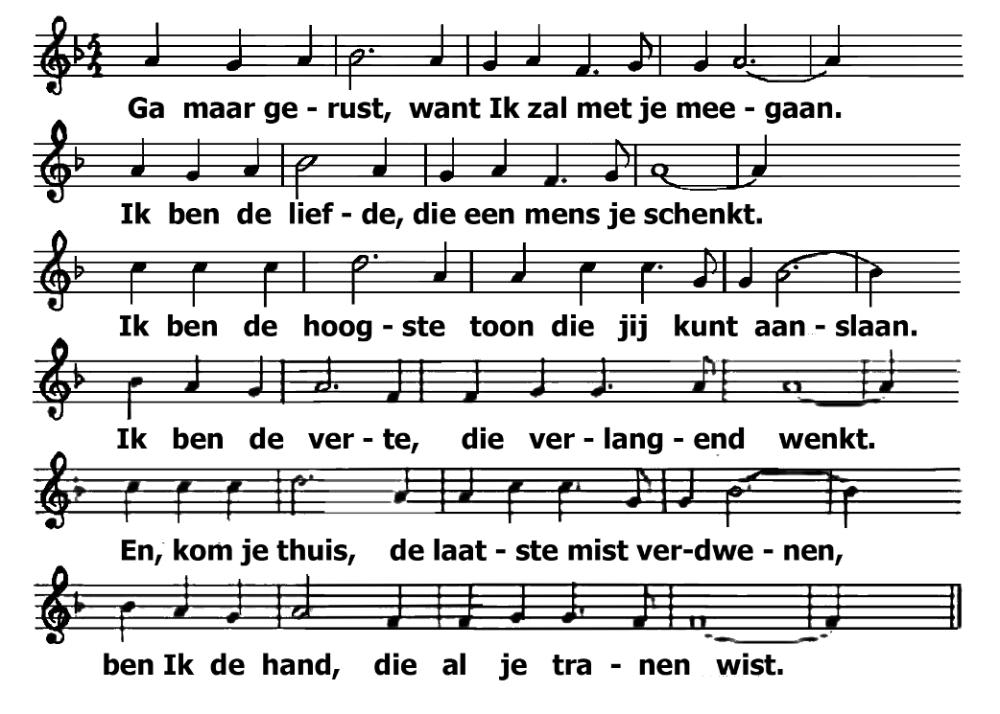 Ga maar ge - rust, want Ik zal met je mee - gaan.
Ik ben de lief - de, die een mens je schenkt.
Ik ben de hoog - ste toon die jij kunt aan - slaan.
Ik ben de ver - te, die ver - lang - end wenkt.
En, kom je thuis, de laat - ste mist ver-dwe - nen,
ben Ik de hand, die al je tra - nen wist.